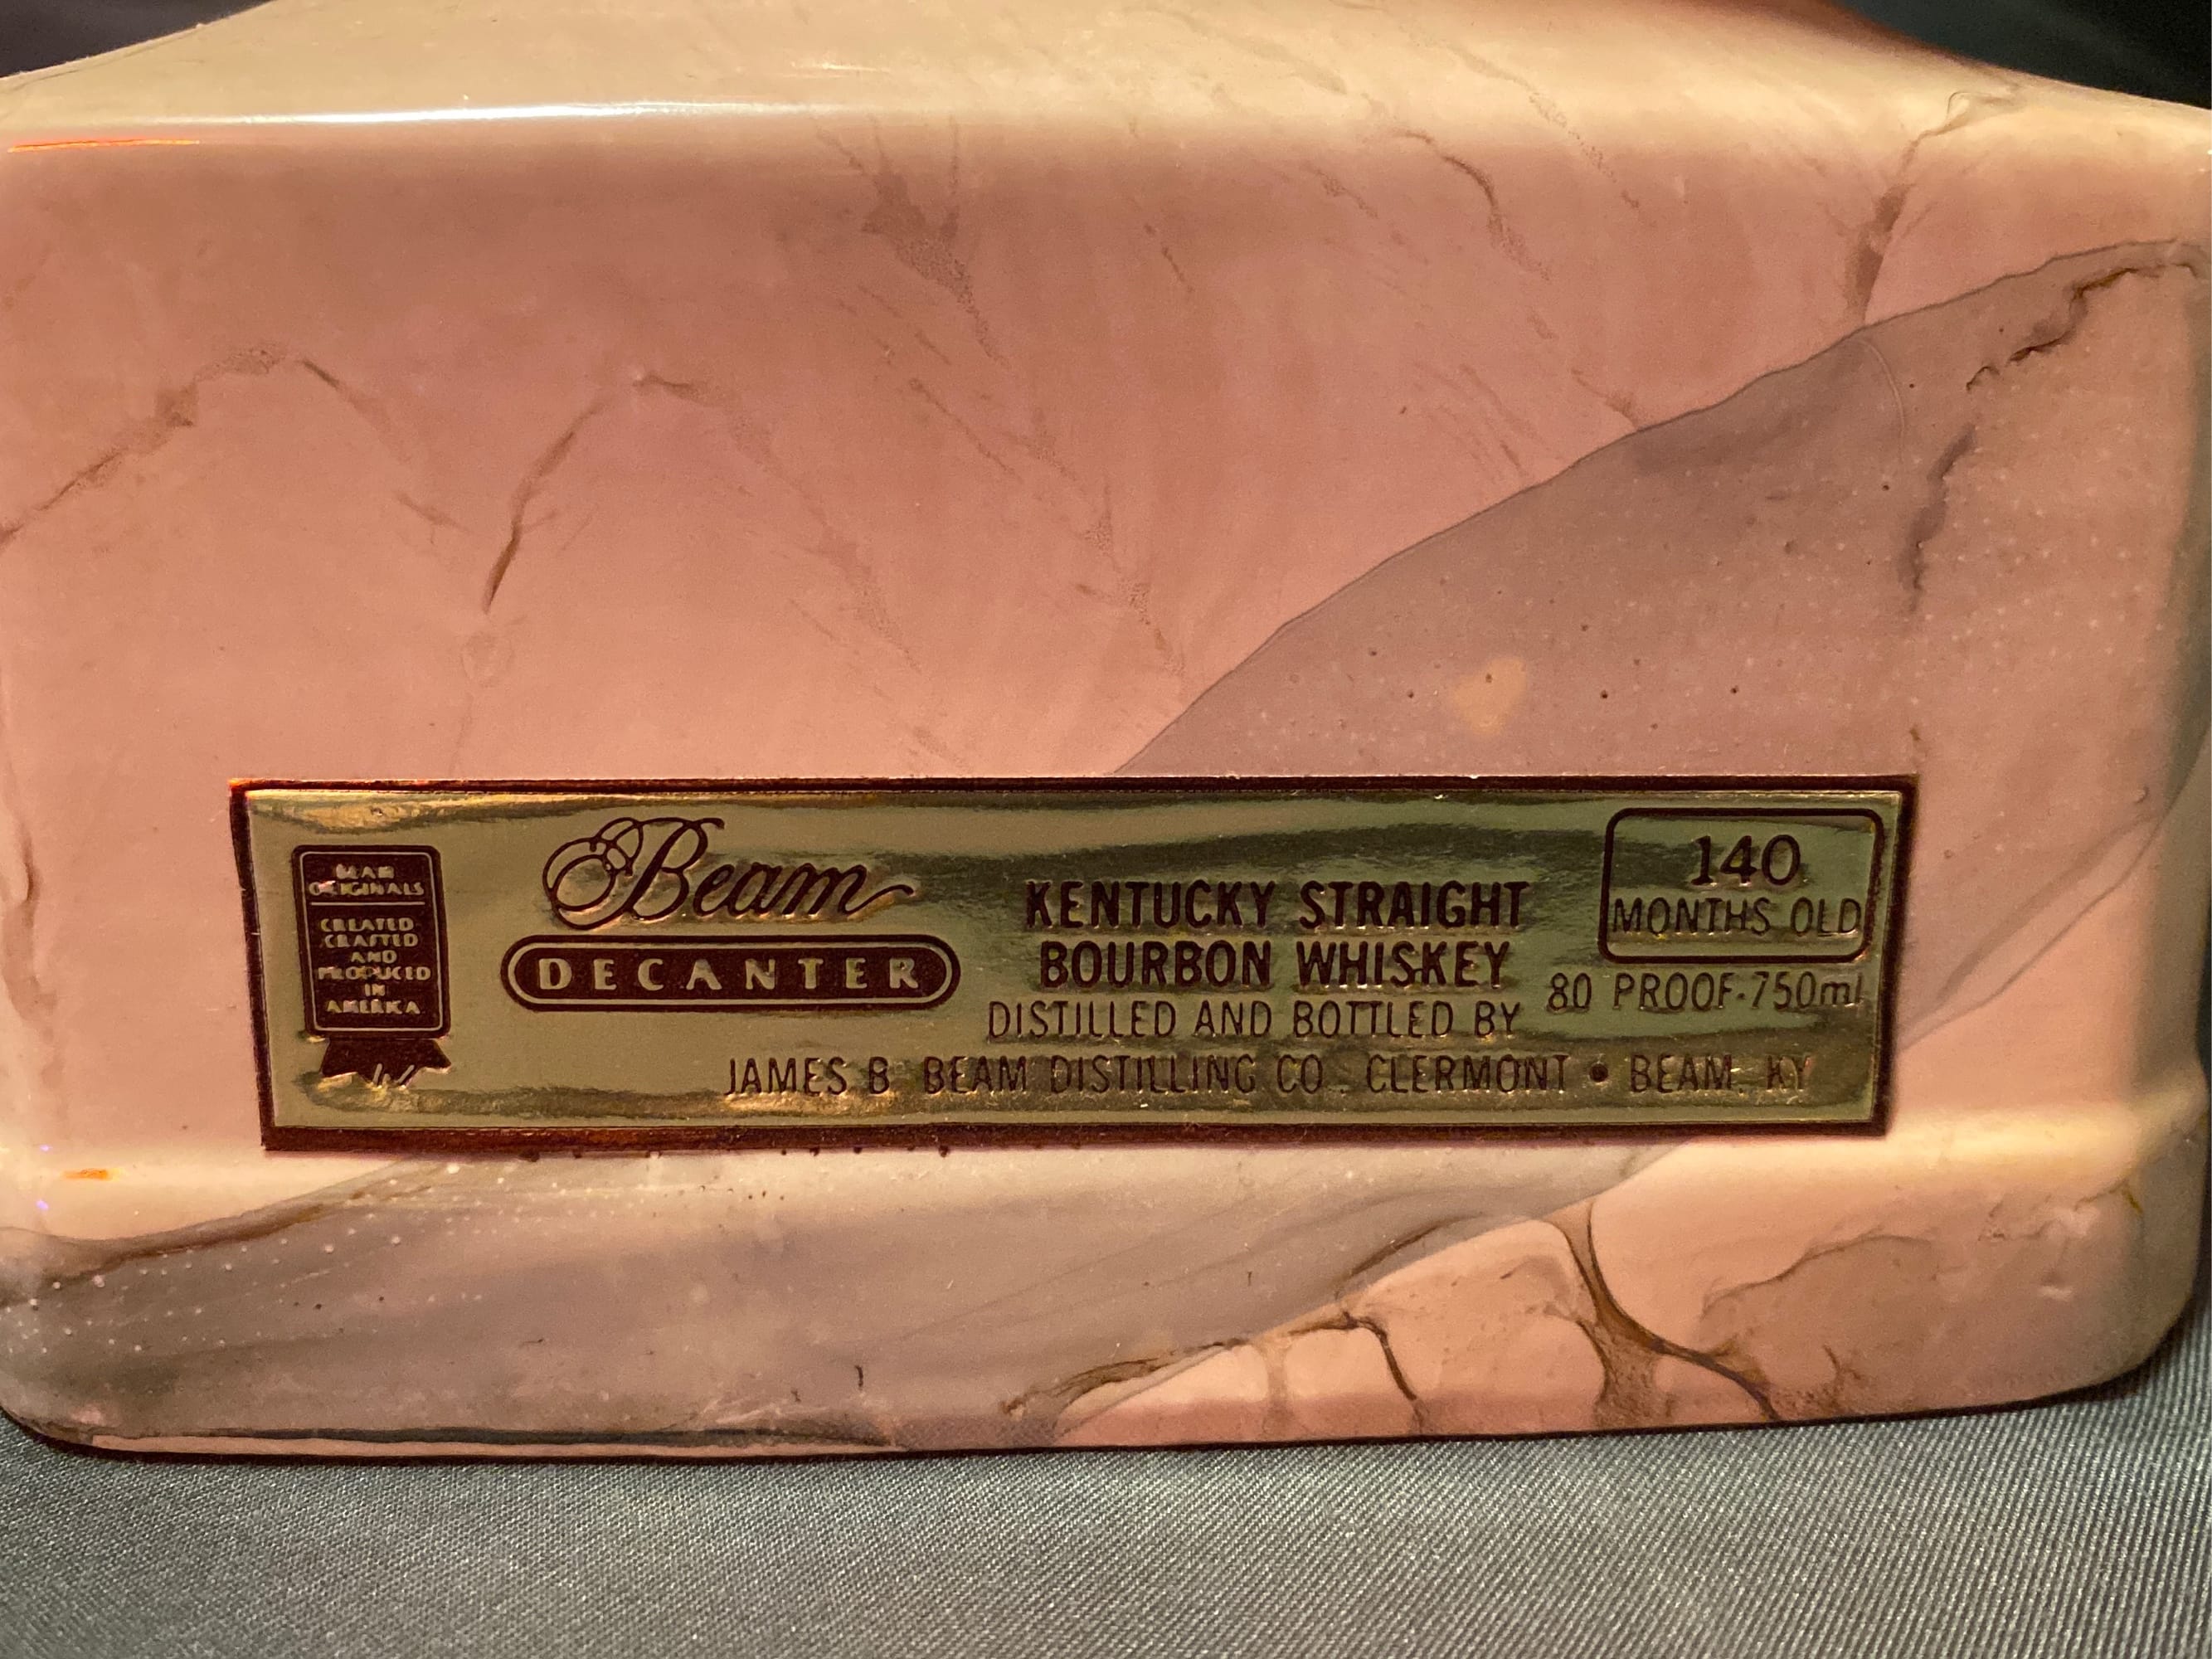 BEAM
ORIGINALS
CREATED
CRAFTED
AND
PRODUCED
IN
AMERICA
Beam
DECANTER
KENTUCKY STRAIGHT
BOURBON WHISKEY
DISTILLED AND BOTTLED BY
JAMES B. BEAM DISTILLING CO. CLERMONT • BEAM, KY
140
MONTHS OLD
80 PROOF·750ml